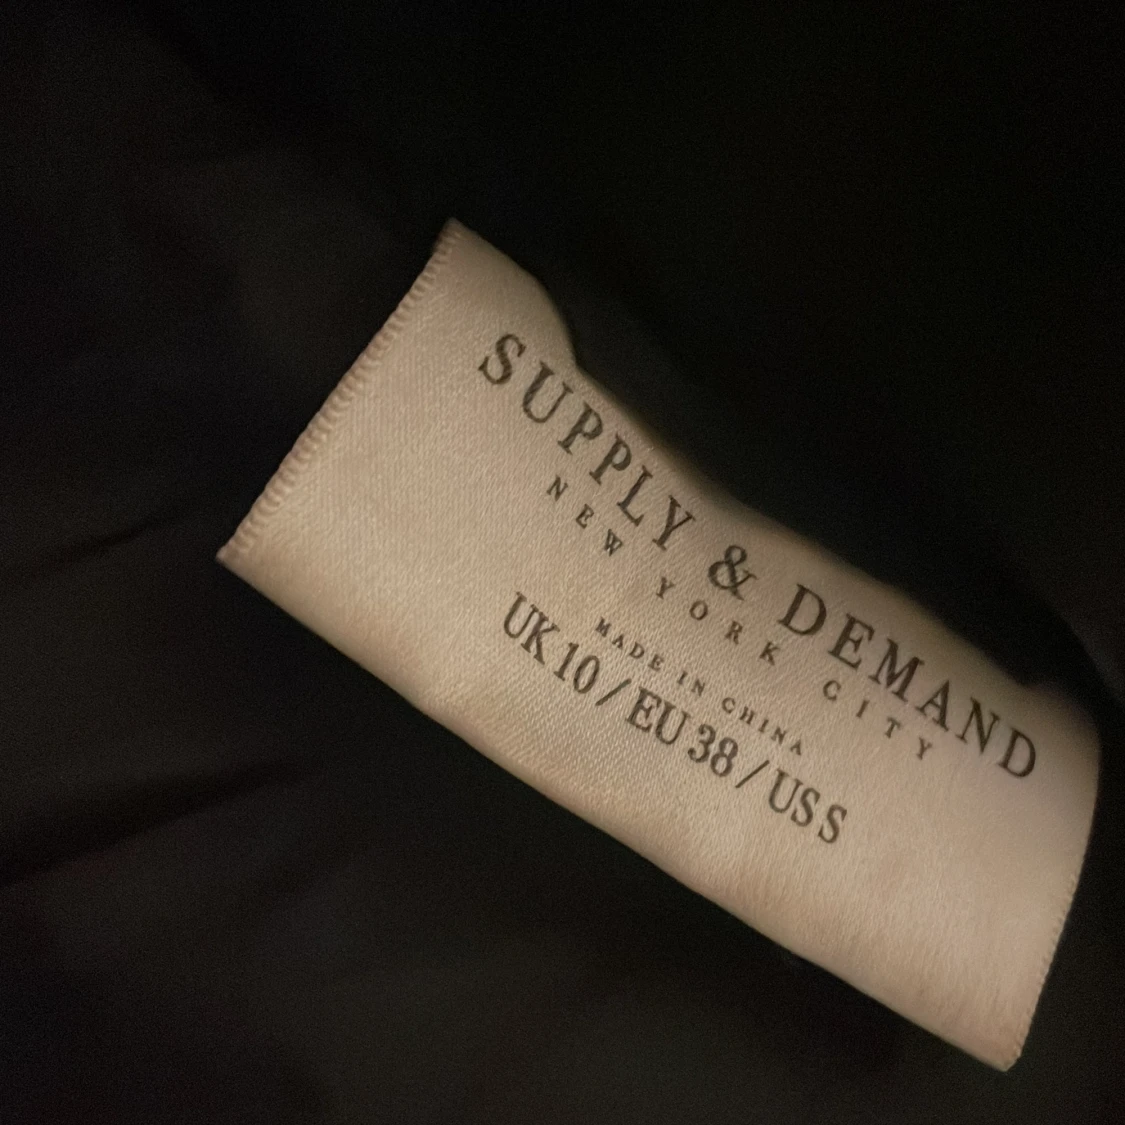 SUPPLY & DEMAND
NEW YORK CITY
MADE IN CHINA
UK 10 / EU 38 / US S